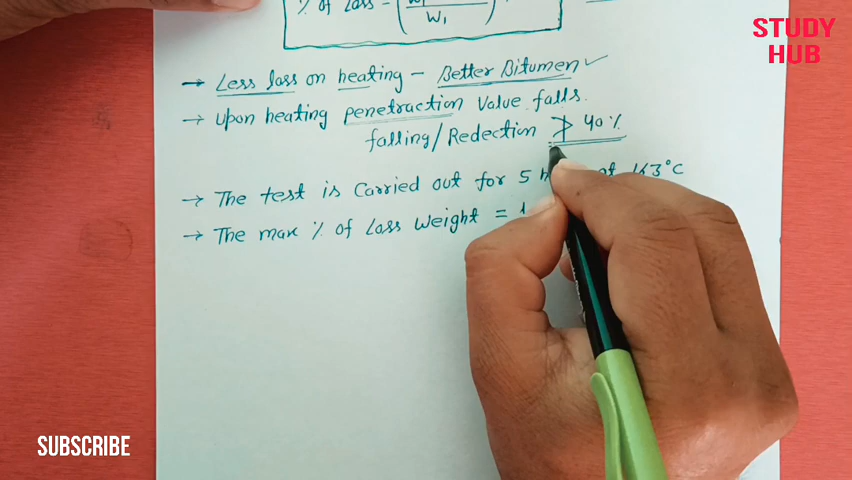 % of Loss = (
W1
STUDY
HUB
→ Less loss on heating - Better Bitumen ✓
→ Upon heating penetraction Value falls.
falling/Redection ≯ 40%
→ The test is Carried out for 5 h at 163°C
→ The max % of Loss Weight =
SUBSCRIBE